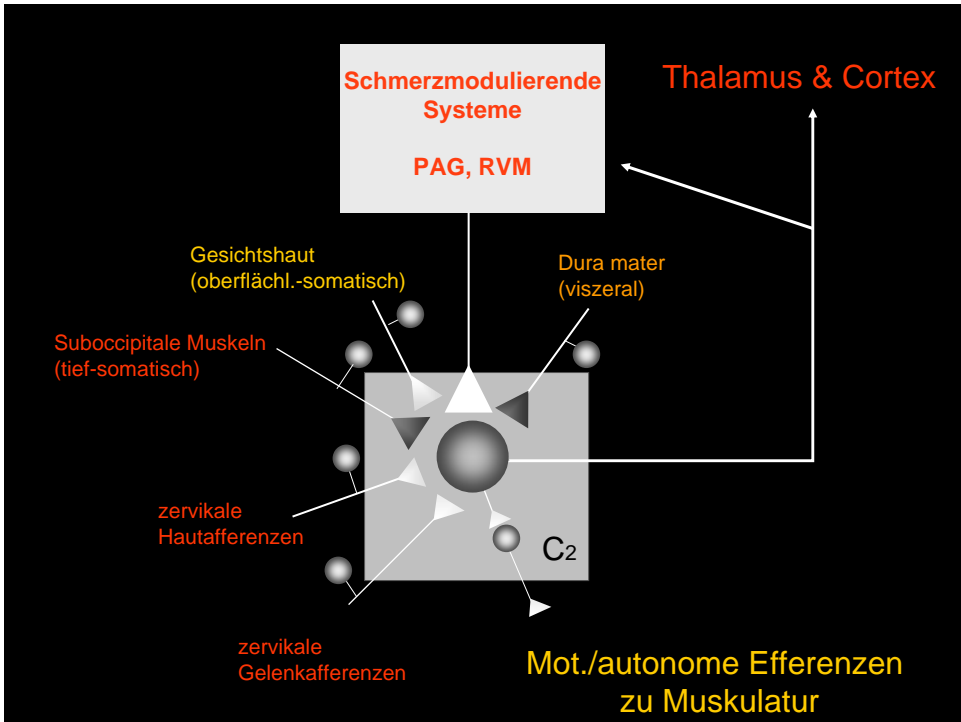 Schmerzmodulierende
Systeme
PAG, RVM
Thalamus & Cortex
Gesichtshaut
(oberflächl.-somatisch)
Dura mater
(viszeral)
Suboccipitale Muskeln
(tief-somatisch)
zervikale
Hautafferenzen
C2
zervikale
Gelenkafferenzen
Mot./autonome Efferenzen
zu Muskulatur